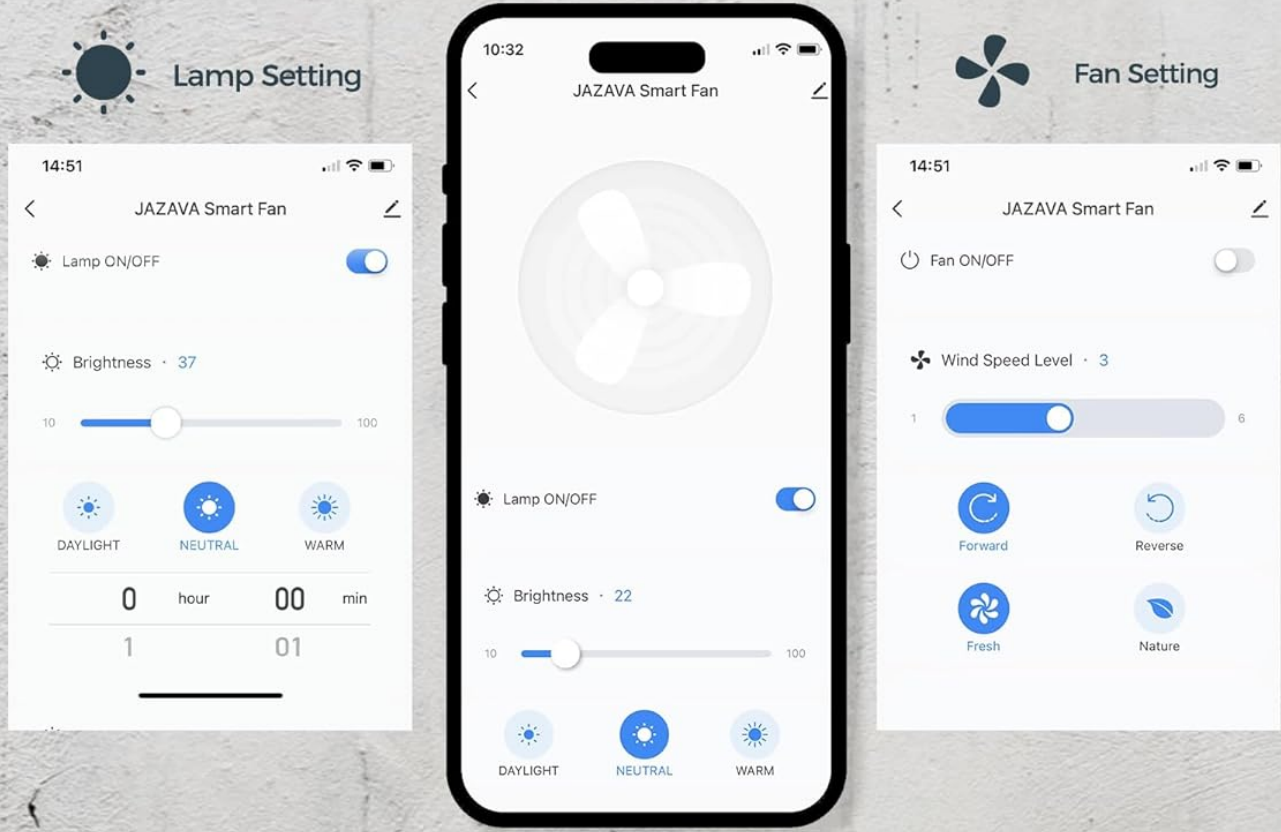 Lamp Setting
14:51
JAZAVA Smart Fan
Lamp ON/OFF
Brightness · 37
10 100
DAYLIGHT NEUTRAL WARM
0 hour 00 min
1 01
10:32
JAZAVA Smart Fan
Lamp ON/OFF
Brightness · 22
10 100
DAYLIGHT NEUTRAL WARM
Fan Setting
14:51
JAZAVA Smart Fan
Fan ON/OFF
Wind Speed Level · 3
1 6
Forward Reverse
Fresh Nature